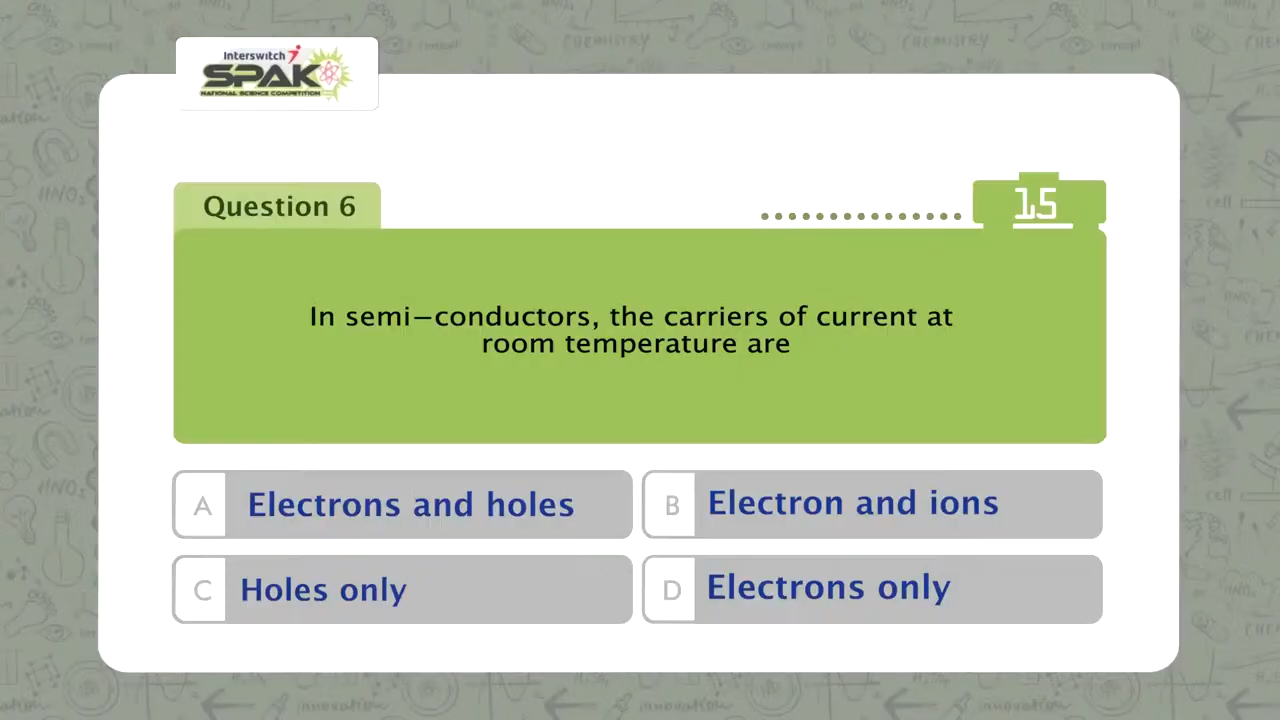 Interswitch
SPAK
NATIONAL SCIENCE COMPETITION
Question 6
15
In semi–conductors, the carriers of current at
room temperature are
A Electrons and holes
B Electron and ions
C Holes only
D Electrons only